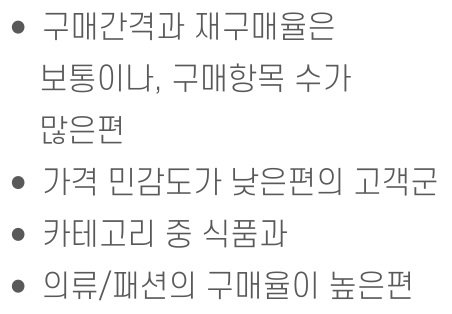 • 구매간격과 재구매율은
보통이나, 구매항목 수가
많은편
• 가격 민감도가 낮은편의 고객군
• 카테고리 중 식품과
• 의류/패션의 구매율이 높은편